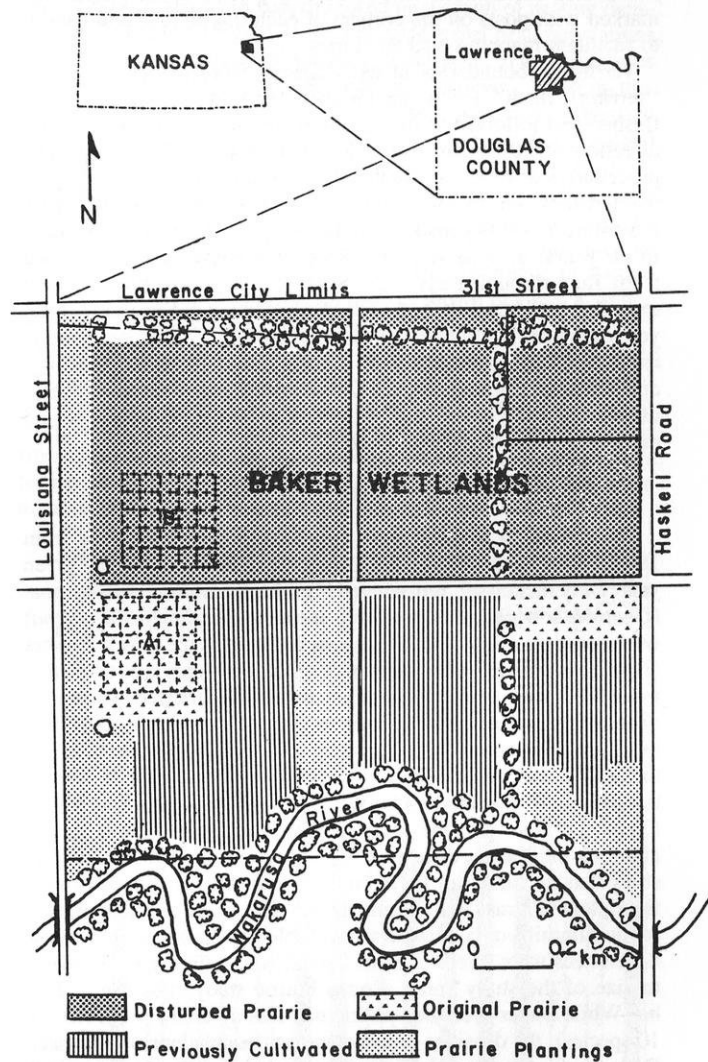 KANSAS
Lawrence
DOUGLAS
COUNTY
N
Lawrence City Limits
31st Street
Louisiana Street
Haskell Road
BAKER WETLANDS
B
A
Wakarusa River
0
0.2 km
Disturbed Prairie
Original Prairie
Previously Cultivated
Prairie Plantings